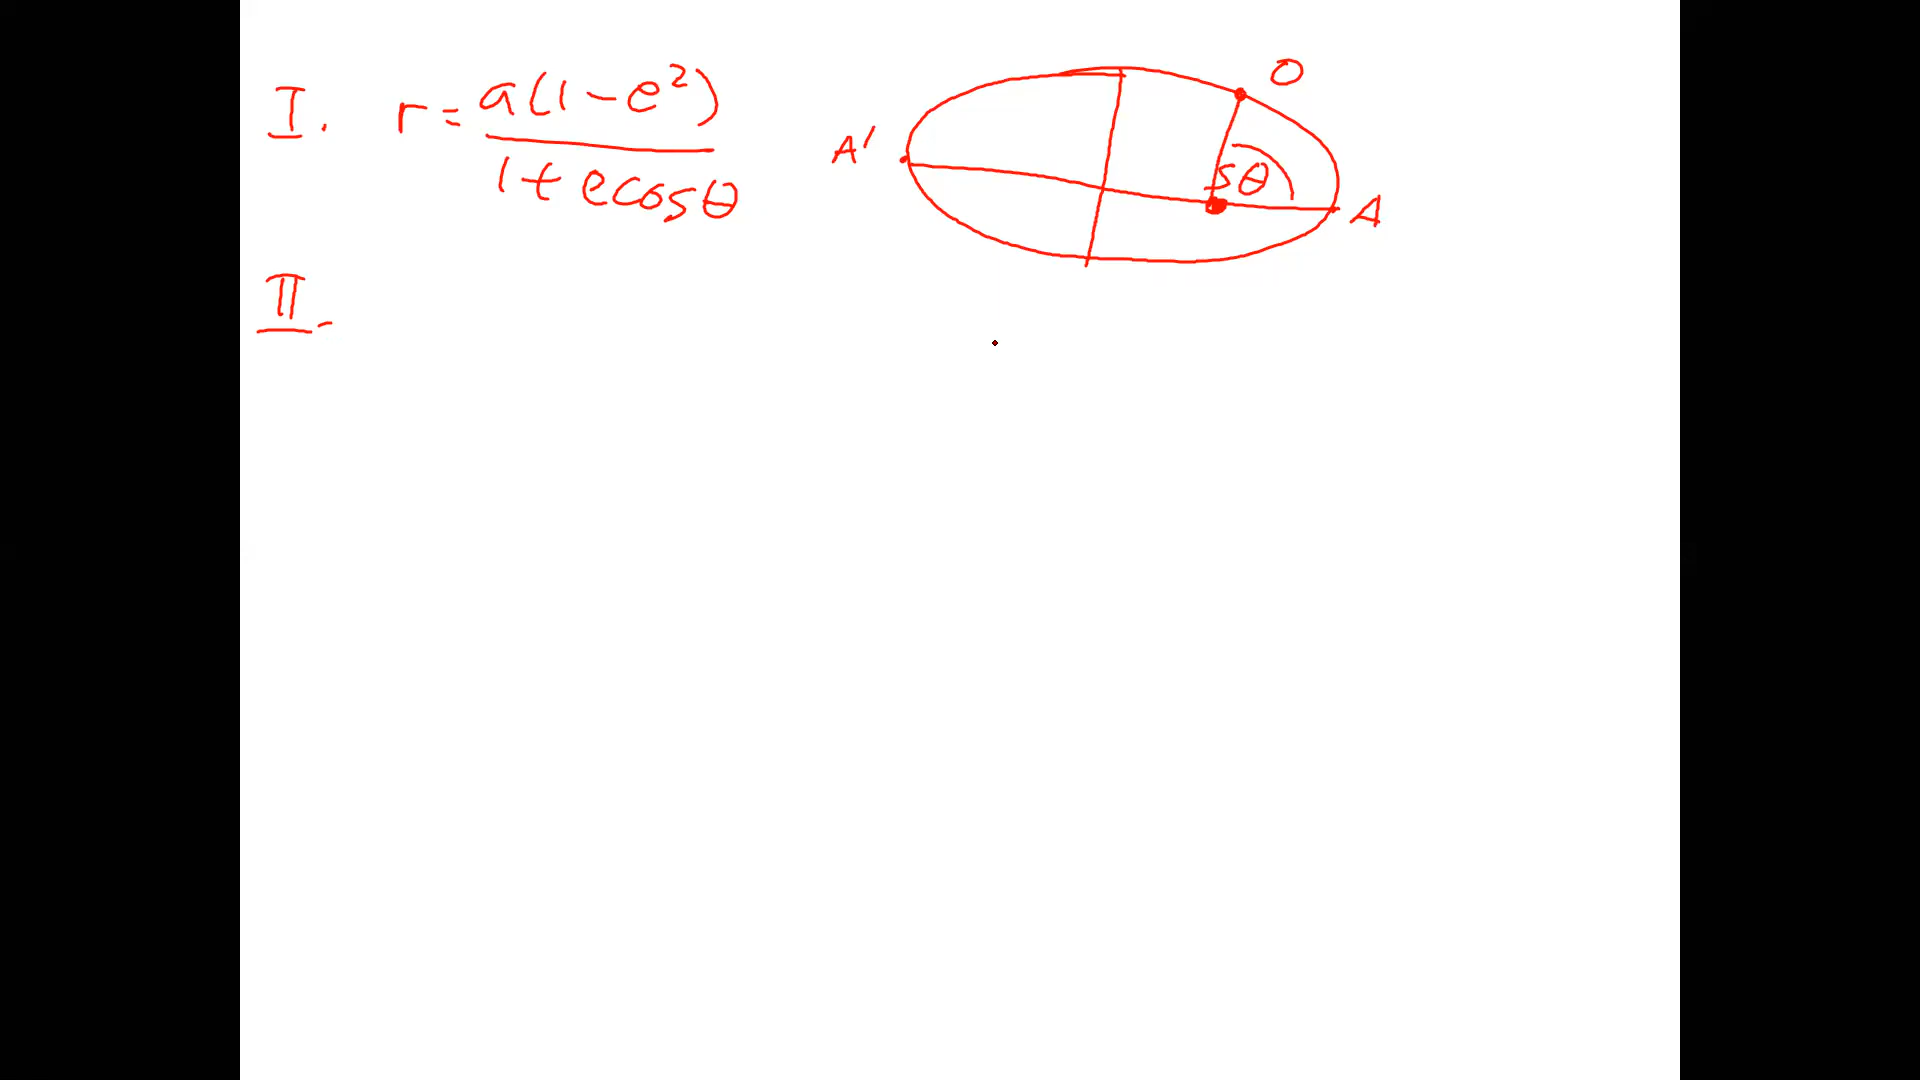 I. r = a(1-e²)
1+ecosθ
O
A'
S θ
A
II.